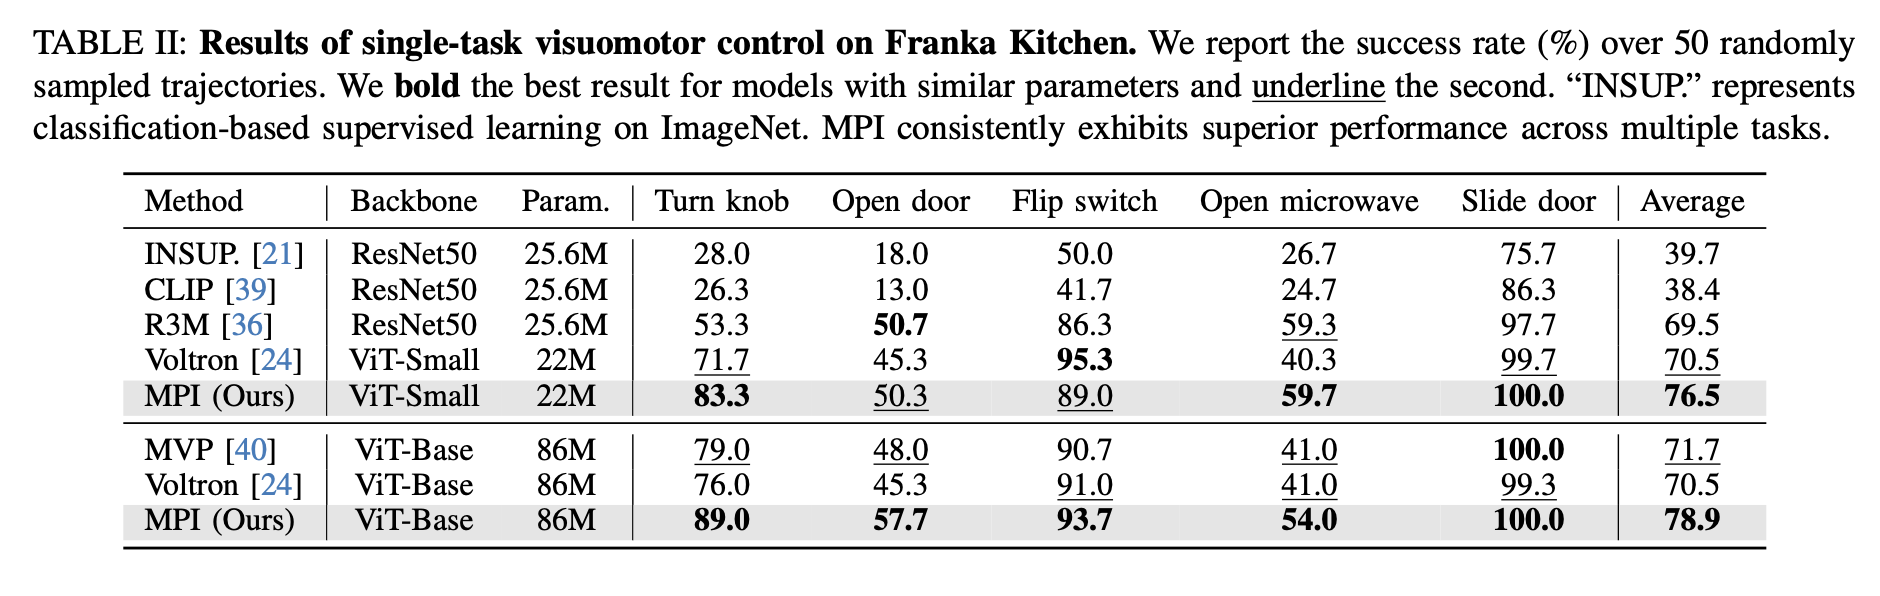 TABLE II: Results of single-task visuomotor control on Franka Kitchen. We report the success rate (%) over 50 randomly
sampled trajectories. We bold the best result for models with similar parameters and underline the second. “INSUP.” represents
classification-based supervised learning on ImageNet. MPI consistently exhibits superior performance across multiple tasks.
Method Backbone Param. Turn knob Open door Flip switch Open microwave Slide door Average
INSUP. [21] ResNet50 25.6M 28.0 18.0 50.0 26.7 75.7 39.7
CLIP [39] ResNet50 25.6M 26.3 13.0 41.7 24.7 86.3 38.4
R3M [36] ResNet50 25.6M 53.3 50.7 86.3 59.3 97.7 69.5
Voltron [24] ViT-Small 22M 71.7 45.3 95.3 40.3 99.7 70.5
MPI (Ours) ViT-Small 22M 83.3 50.3 89.0 59.7 100.0 76.5
MVP [40] ViT-Base 86M 79.0 48.0 90.7 41.0 100.0 71.7
Voltron [24] ViT-Base 86M 76.0 45.3 91.0 41.0 99.3 70.5
MPI (Ours) ViT-Base 86M 89.0 57.7 93.7 54.0 100.0 78.9